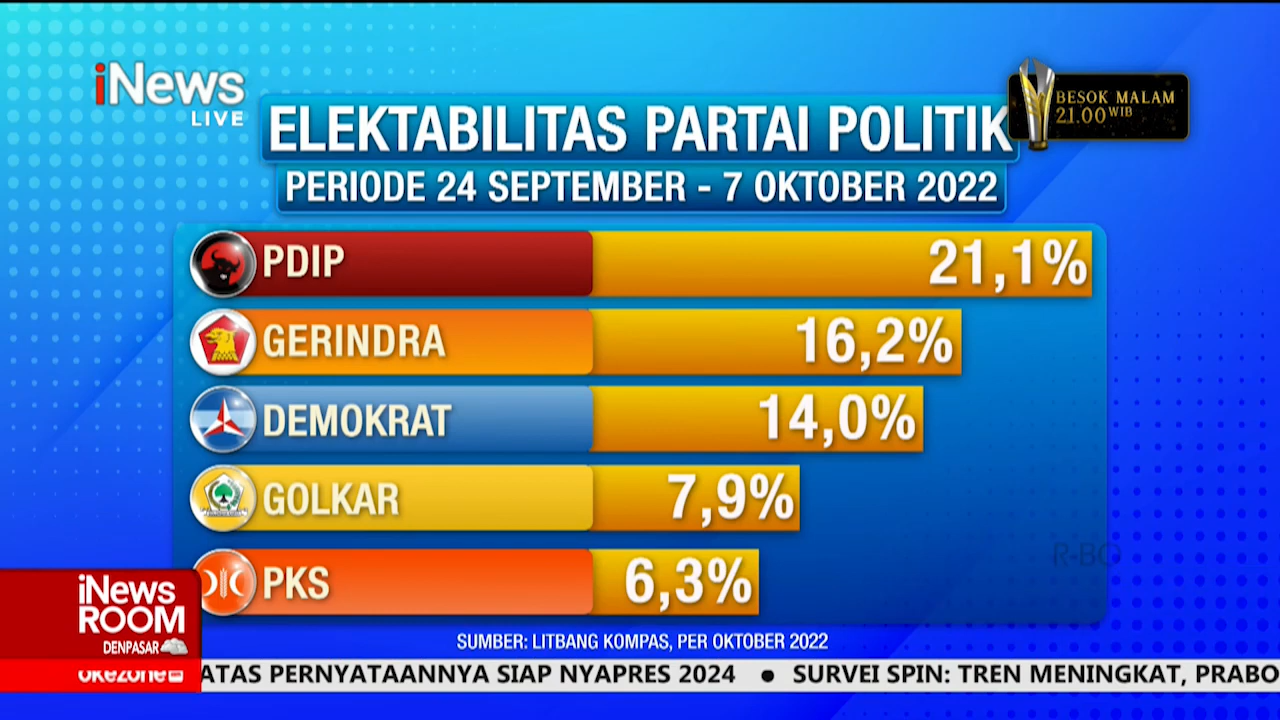 iNews
LIVE
BESOK MALAM
21.00 WIB
ELEKTABILITAS PARTAI POLITIK
PERIODE 24 SEPTEMBER - 7 OKTOBER 2022
PDIP 21,1%
GERINDRA 16,2%
DEMOKRAT 14,0%
GOLKAR 7,9%
PKS 6,3%
R-BO
iNews
ROOM
DENPASAR
SUMBER: LITBANG KOMPAS, PER OKTOBER 2022
okezone ATAS PERNYATAANNYA SIAP NYAPRES 2024 ● SURVEI SPIN: TREN MENINGKAT, PRABO